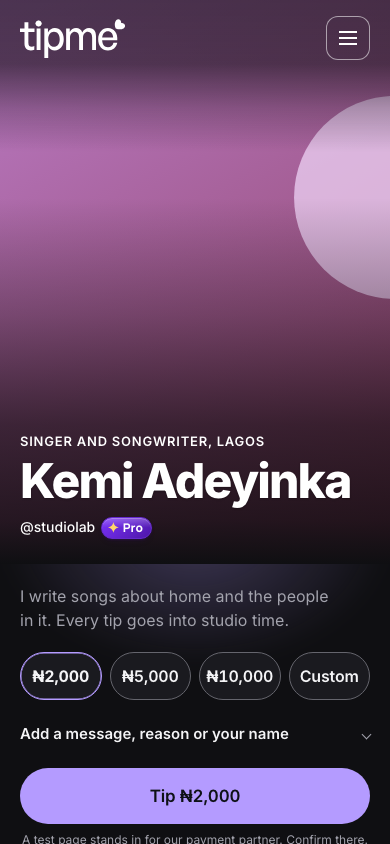 tipme
SINGER AND SONGWRITER, LAGOS
Kemi Adeyinka
@studiolab Pro
I write songs about home and the people
in it. Every tip goes into studio time.
₦2,000 ₦5,000 ₦10,000 Custom
Add a message, reason or your name
Tip ₦2,000
A test page stands in for our payment partner. Confirm there,